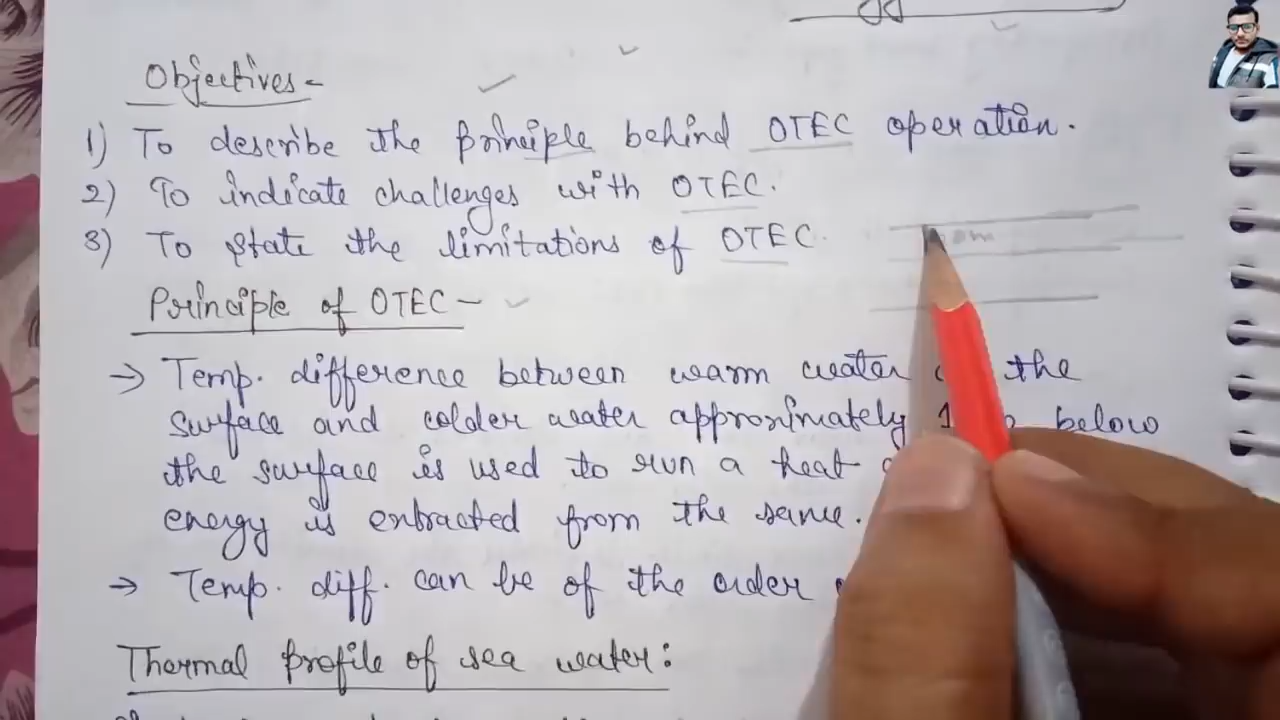 Objectives -
1) To describe the principle behind OTEC operation.
2) To indicate challenges with OTEC.
3) To state the limitations of OTEC.
Principle of OTEC -
→ Temp. difference between warm water the
surface and colder water approximately below
the surface is used to run a heat
energy is extracted from the same.
→ Temp. diff. can be of the order
Thermal profile of sea water: